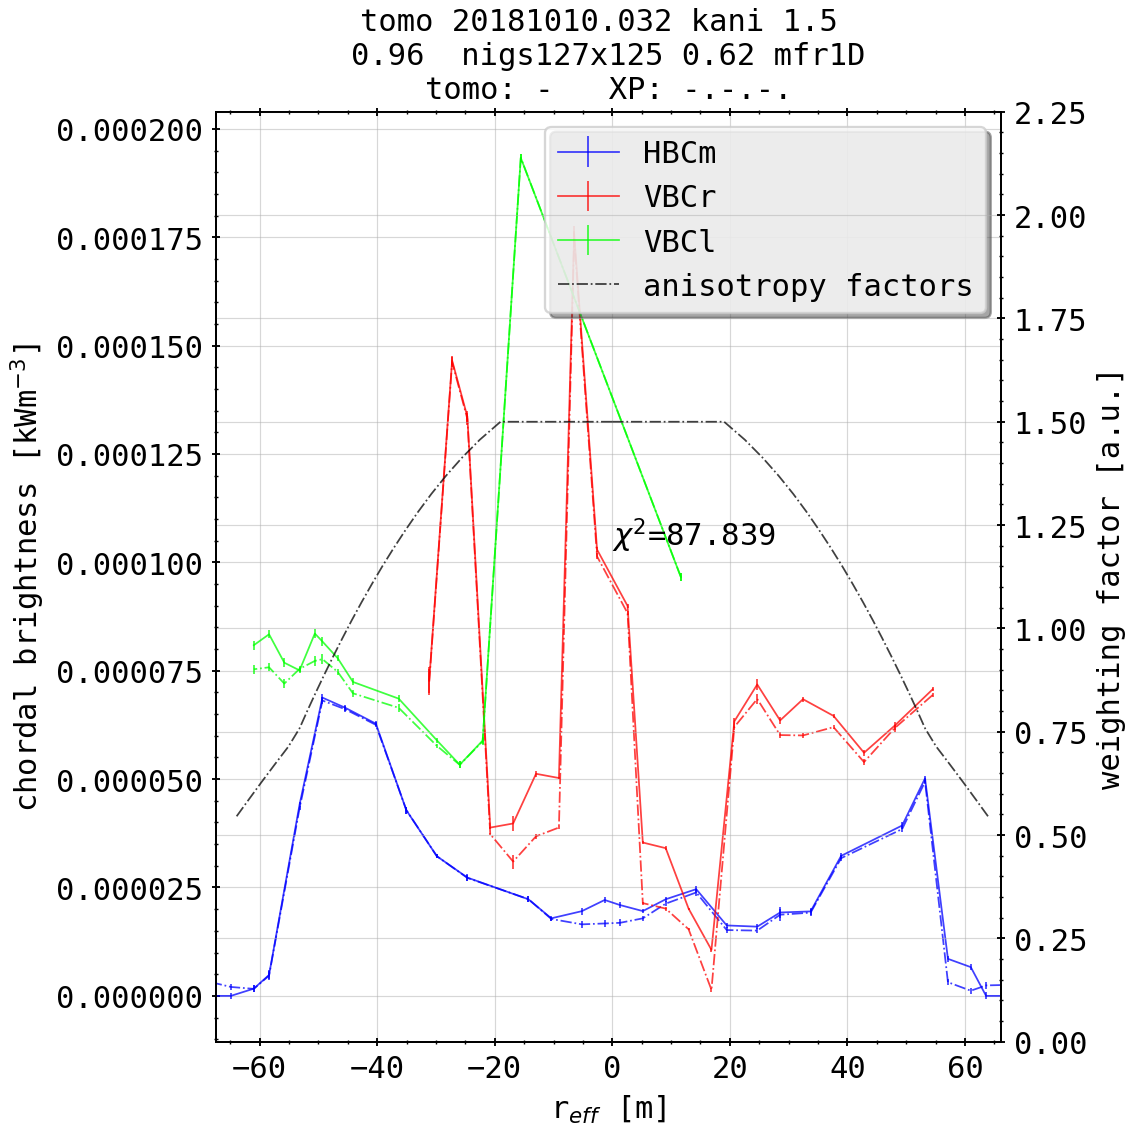 tomo 20181010.032 kani 1.5
0.96  nigs127x125 0.62 mfr1D
tomo: -   XP: -.-.-.
HBCm
VBCr
VBCl
anisotropy factors
χ²=87.839
chordal brightness [kWm⁻³]
0.000200
0.000175
0.000150
0.000125
0.000100
0.000075
0.000050
0.000025
0.000000
weighting factor [a.u.]
2.25
2.00
1.75
1.50
1.25
1.00
0.75
0.50
0.25
0.00
−60 −40 −20 0 20 40 60
r_eff [m]